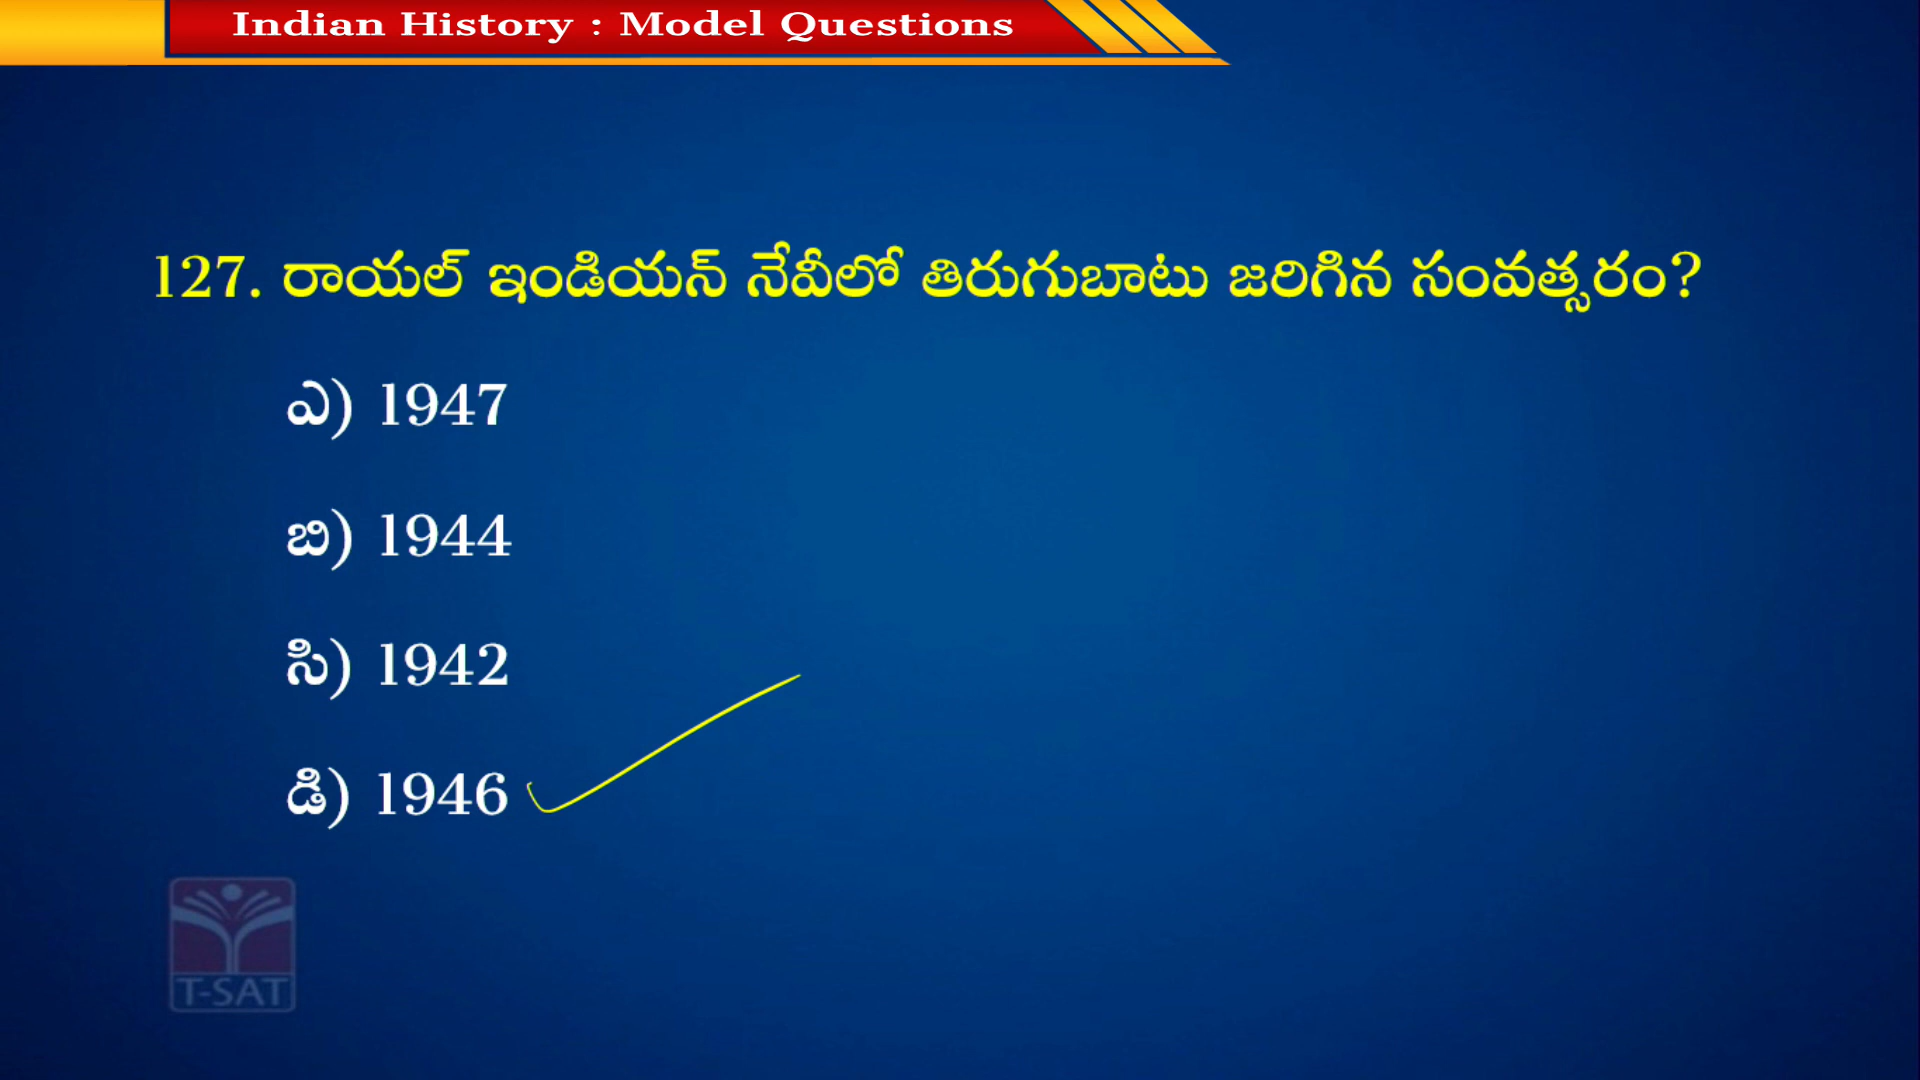 Indian History : Model Questions
127. రాయల్ ఇండియన్ నేవీలో తిరుగుబాటు జరిగిన సంవత్సరం?
ఎ) 1947
బి) 1944
సి) 1942
డి) 1946
T-SAT